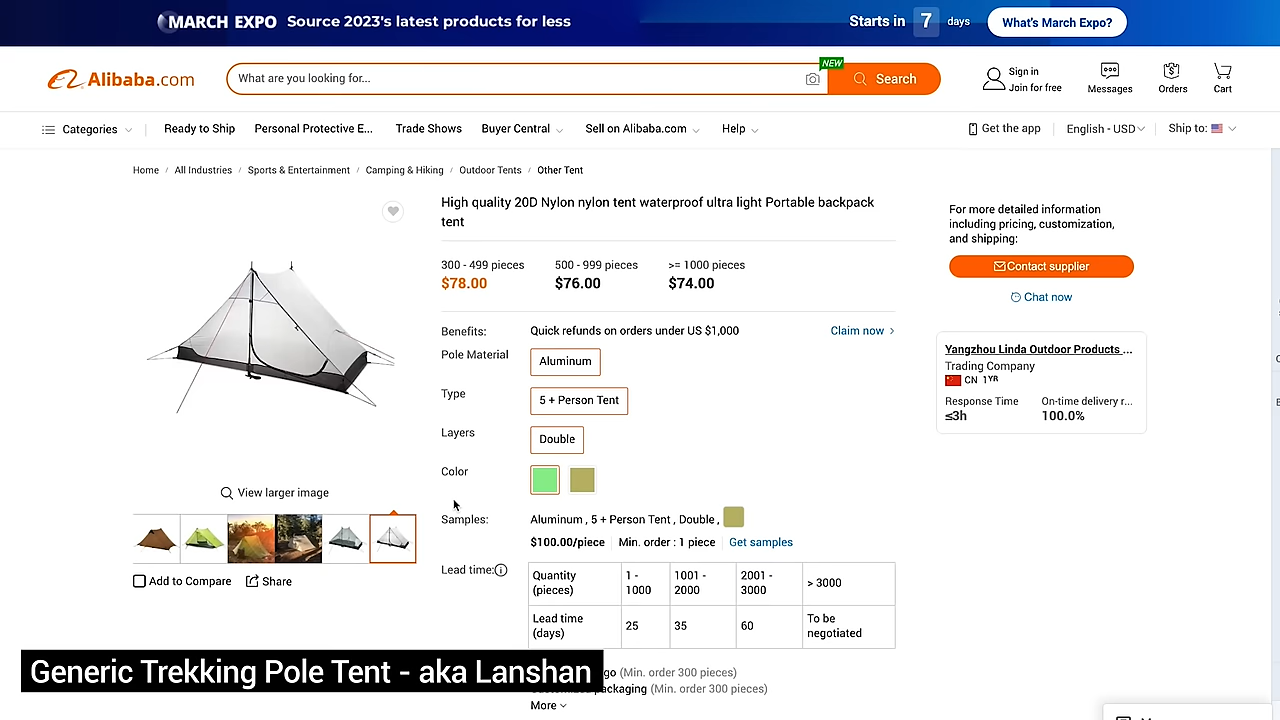 MARCH EXPO Source 2023's latest products for less
Starts in 7 days
What's March Expo?
Alibaba.com
What are you looking for...
NEW
Search
Sign in
Join for free
Messages
Orders
Cart
Categories
Ready to Ship
Personal Protective E...
Trade Shows
Buyer Central
Sell on Alibaba.com
Help
Get the app
English - USD
Ship to:
Home / All Industries / Sports & Entertainment / Camping & Hiking / Outdoor Tents / Other Tent
High quality 20D Nylon nylon tent waterproof ultra light Portable backpack
tent
300 - 499 pieces
$78.00
500 - 999 pieces
$76.00
>= 1000 pieces
$74.00
Benefits:
Quick refunds on orders under US $1,000
Claim now >
Pole Material
Aluminum
Type
5 + Person Tent
Layers
Double
Color
Samples:
Aluminum , 5 + Person Tent , Double ,
$100.00/piece
Min. order : 1 piece
Get samples
Lead time:
Quantity
(pieces)
1 -
1000
1001 -
2000
2001 -
3000
> 3000
Lead time
(days)
25
35
60
To be
negotiated
go (Min. order 300 pieces)
packaging (Min. order 300 pieces)
More
View larger image
Add to Compare
Share
For more detailed information
including pricing, customization,
and shipping:
Contact supplier
Chat now
Yangzhou Linda Outdoor Products ...
Trading Company
CN 1YR
Response Time
≤3h
On-time delivery r...
100.0%
Generic Trekking Pole Tent - aka Lanshan